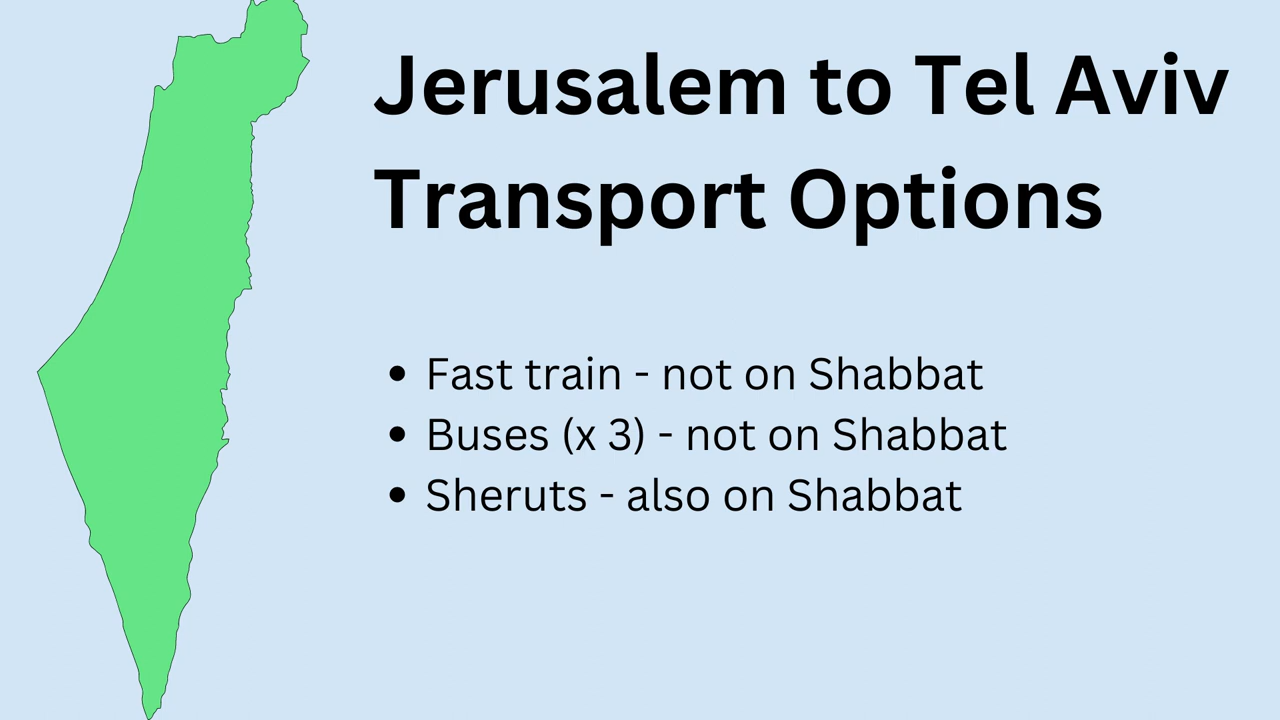 Jerusalem to Tel Aviv
Transport Options
• Fast train - not on Shabbat
• Buses (x 3) - not on Shabbat
• Sheruts - also on Shabbat